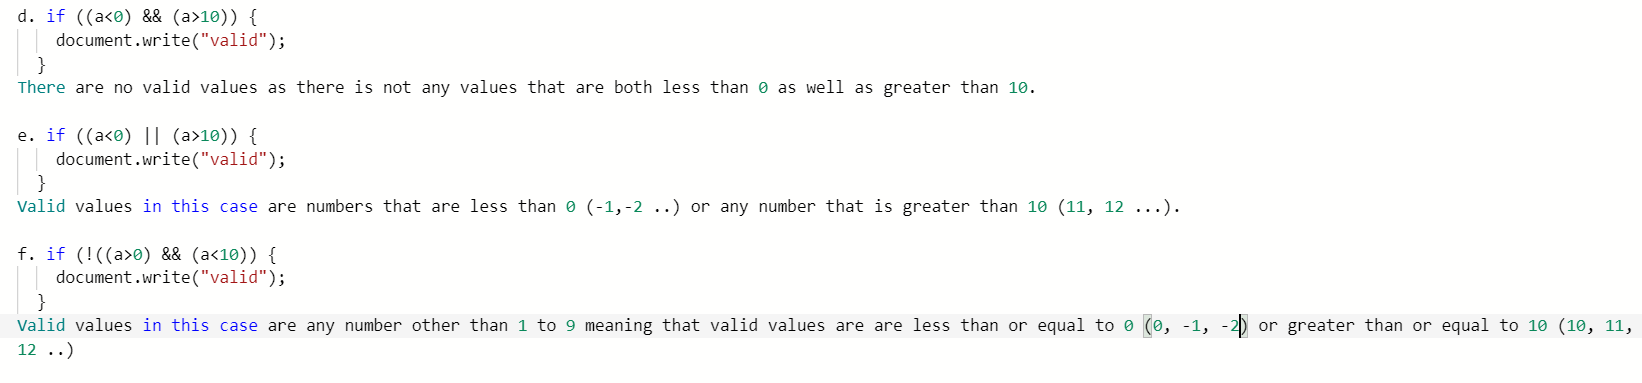 d. if ((a<0) && (a>10)) {
document.write("valid");
}
There are no valid values as there is not any values that are both less than 0 as well as greater than 10.
e. if ((a<0) || (a>10)) {
document.write("valid");
}
Valid values in this case are numbers that are less than 0 (-1,-2 ..) or any number that is greater than 10 (11, 12 ...).
f. if (!((a>0) && (a<10)) {
document.write("valid");
}
Valid values in this case are any number other than 1 to 9 meaning that valid values are are less than or equal to 0 (0, -1, -2) or greater than or equal to 10 (10, 11,
12 ..)